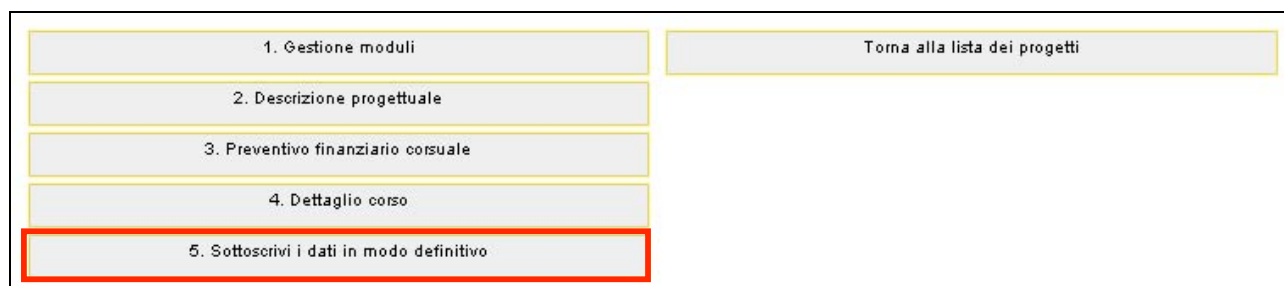 1. Gestione moduli
Torna alla lista dei progetti
2. Descrizione progettuale
3. Preventivo finanziario corsuale
4. Dettaglio corso
5. Sottoscrivi i dati in modo definitivo